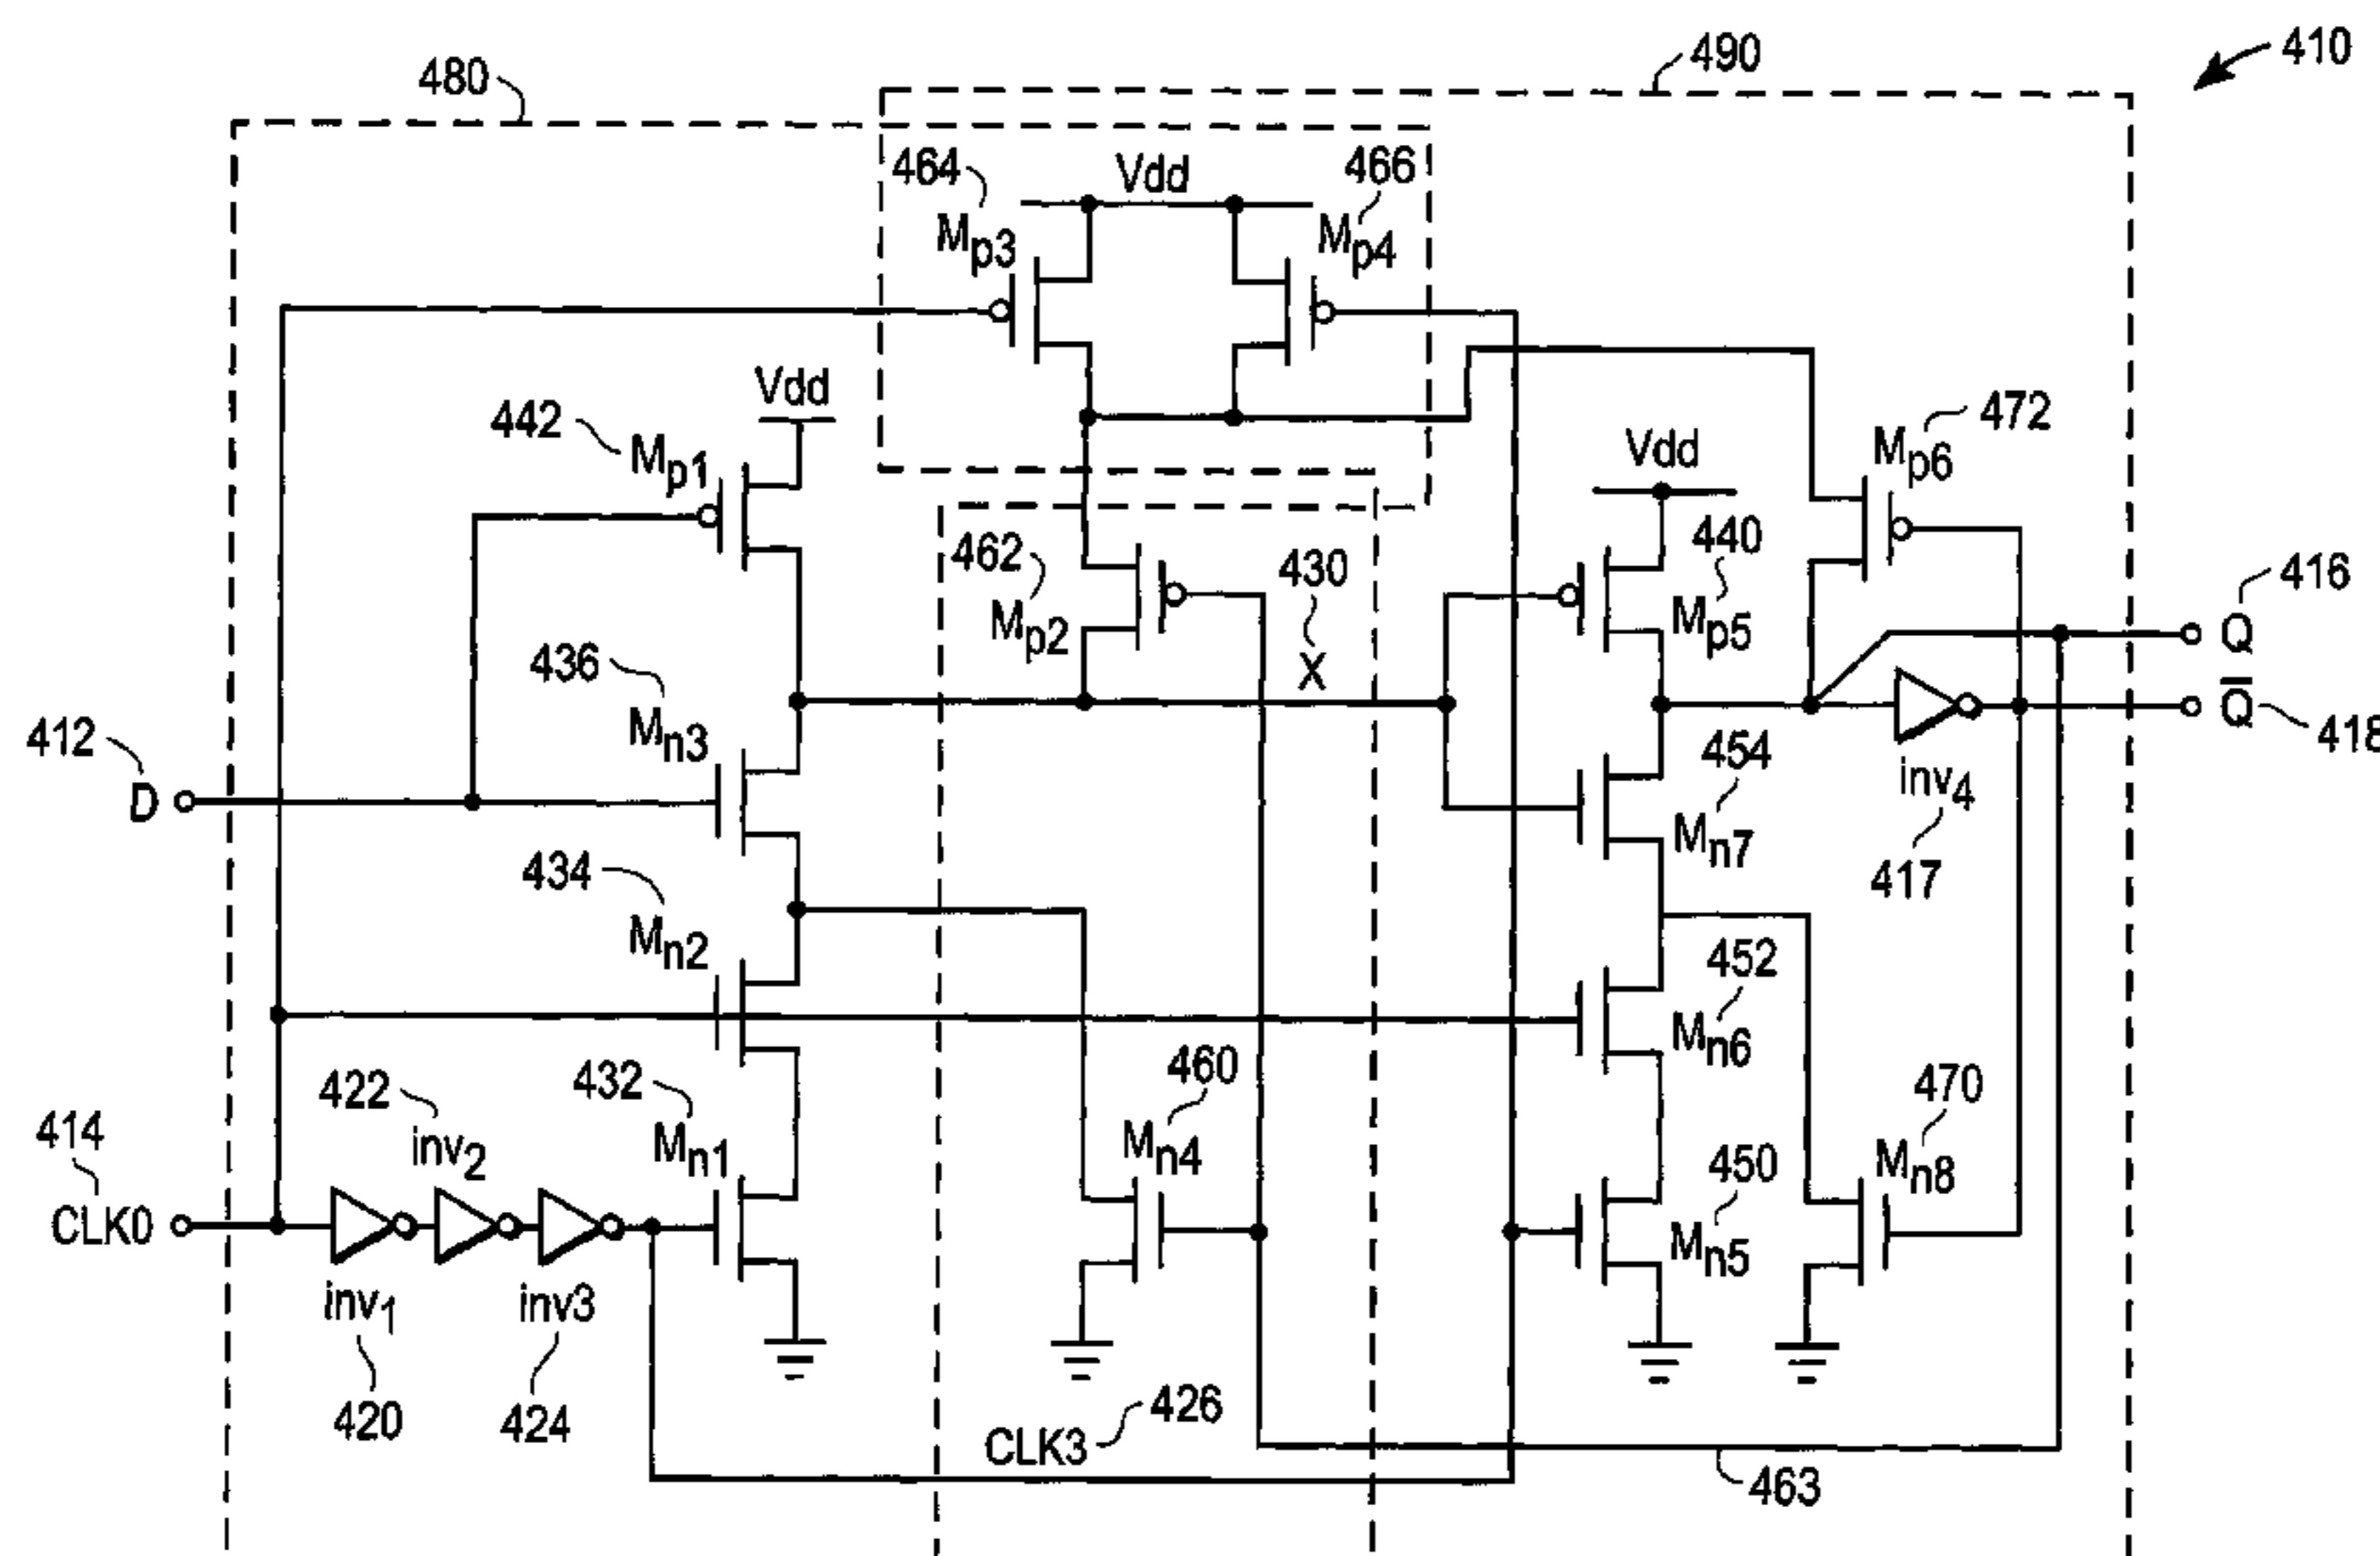 410
490
480
464
Vdd
466
Mp3
Mp4
442
Vdd
472
Mp1
Vdd
Mp6
440
462
430
416
Mp2
Mp5
Q
436
X
Mn3
Q̅
412
454
418
D
inv4
Mn7
434
417
Mn2
452
Mn6
460
432
422
470
414
inv2
Mn1
Mn4
450
Mn8
CLK0
Mn5
inv1
inv3
426
420
424
CLK3
463